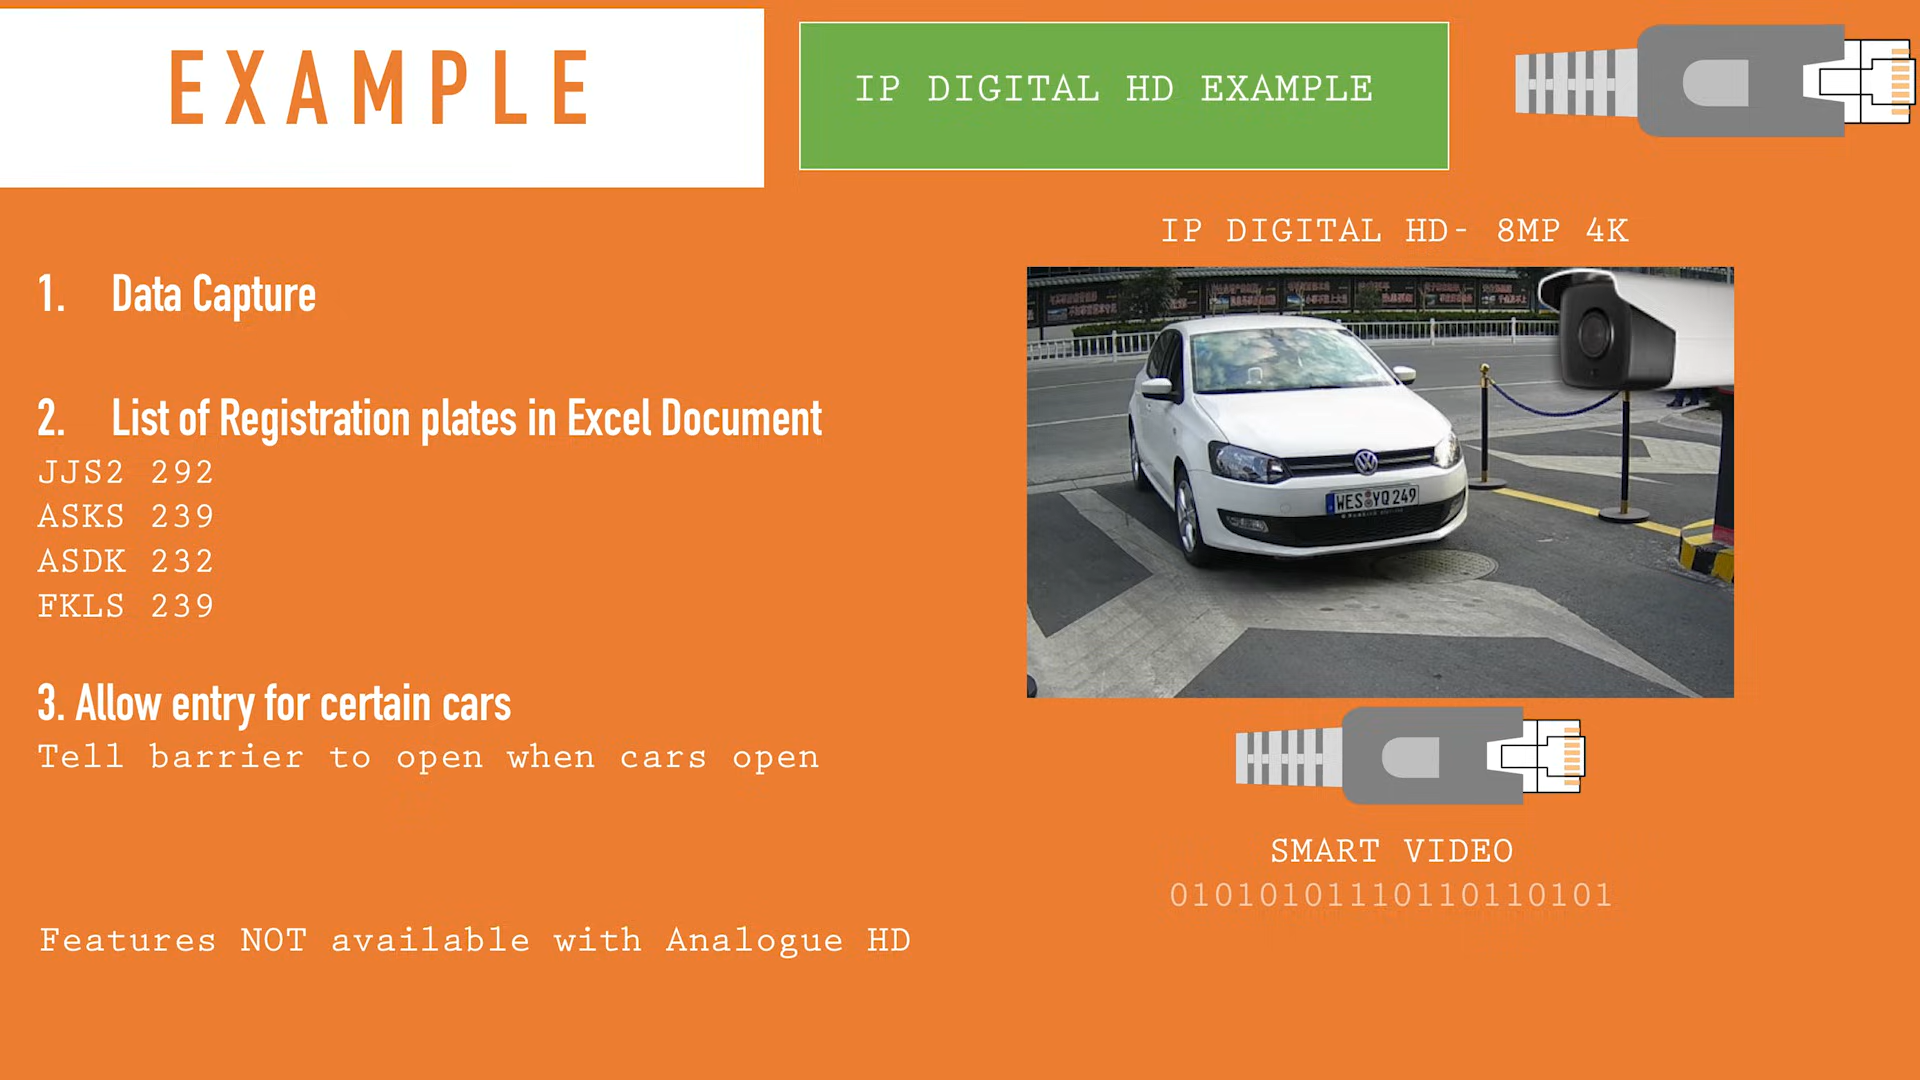 EXAMPLE
IP DIGITAL HD EXAMPLE
IP DIGITAL HD- 8MP 4K
1. Data Capture
2. List of Registration plates in Excel Document
JJS2 292
ASKS 239
ASDK 232
FKLS 239
3. Allow entry for certain cars
Tell barrier to open when cars open
WES YQ 249
SMART VIDEO
01010101110110110101
Features NOT available with Analogue HD